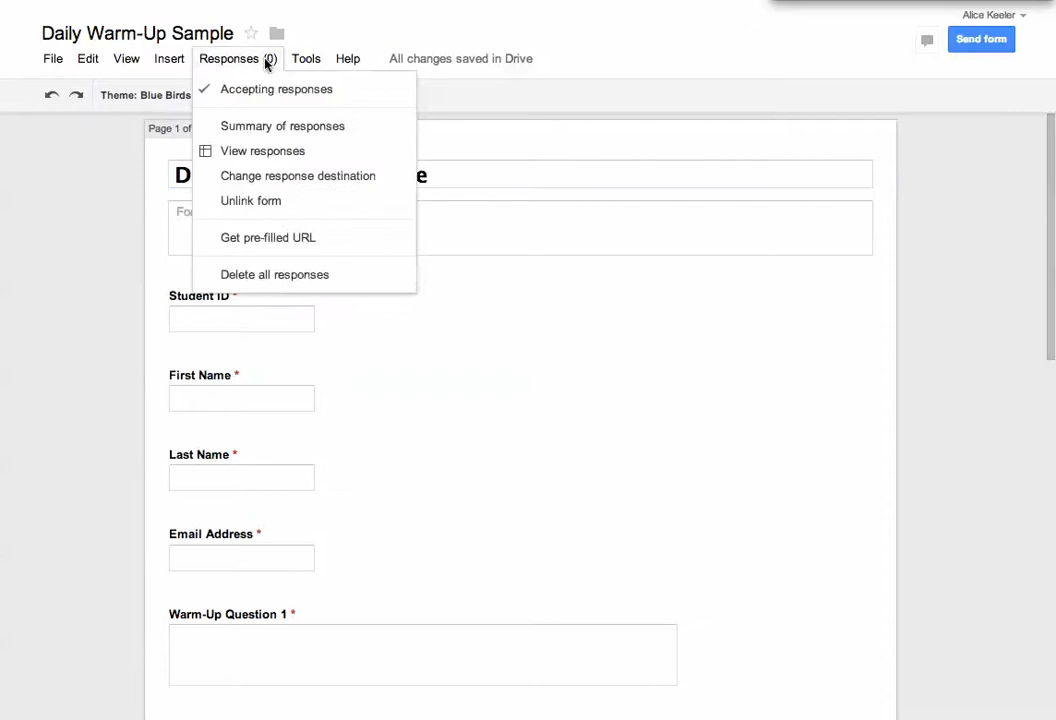 Alice Keeler
Daily Warm-Up Sample
Send form
File Edit View Insert Responses (0) Tools Help All changes saved in Drive
Theme: Blue Birds
Accepting responses
Summary of responses
View responses
Change response destination
Unlink form
Get pre-filled URL
Delete all responses
Page 1 of
D e
Fo
Student ID *
First Name *
Last Name *
Email Address *
Warm-Up Question 1 *